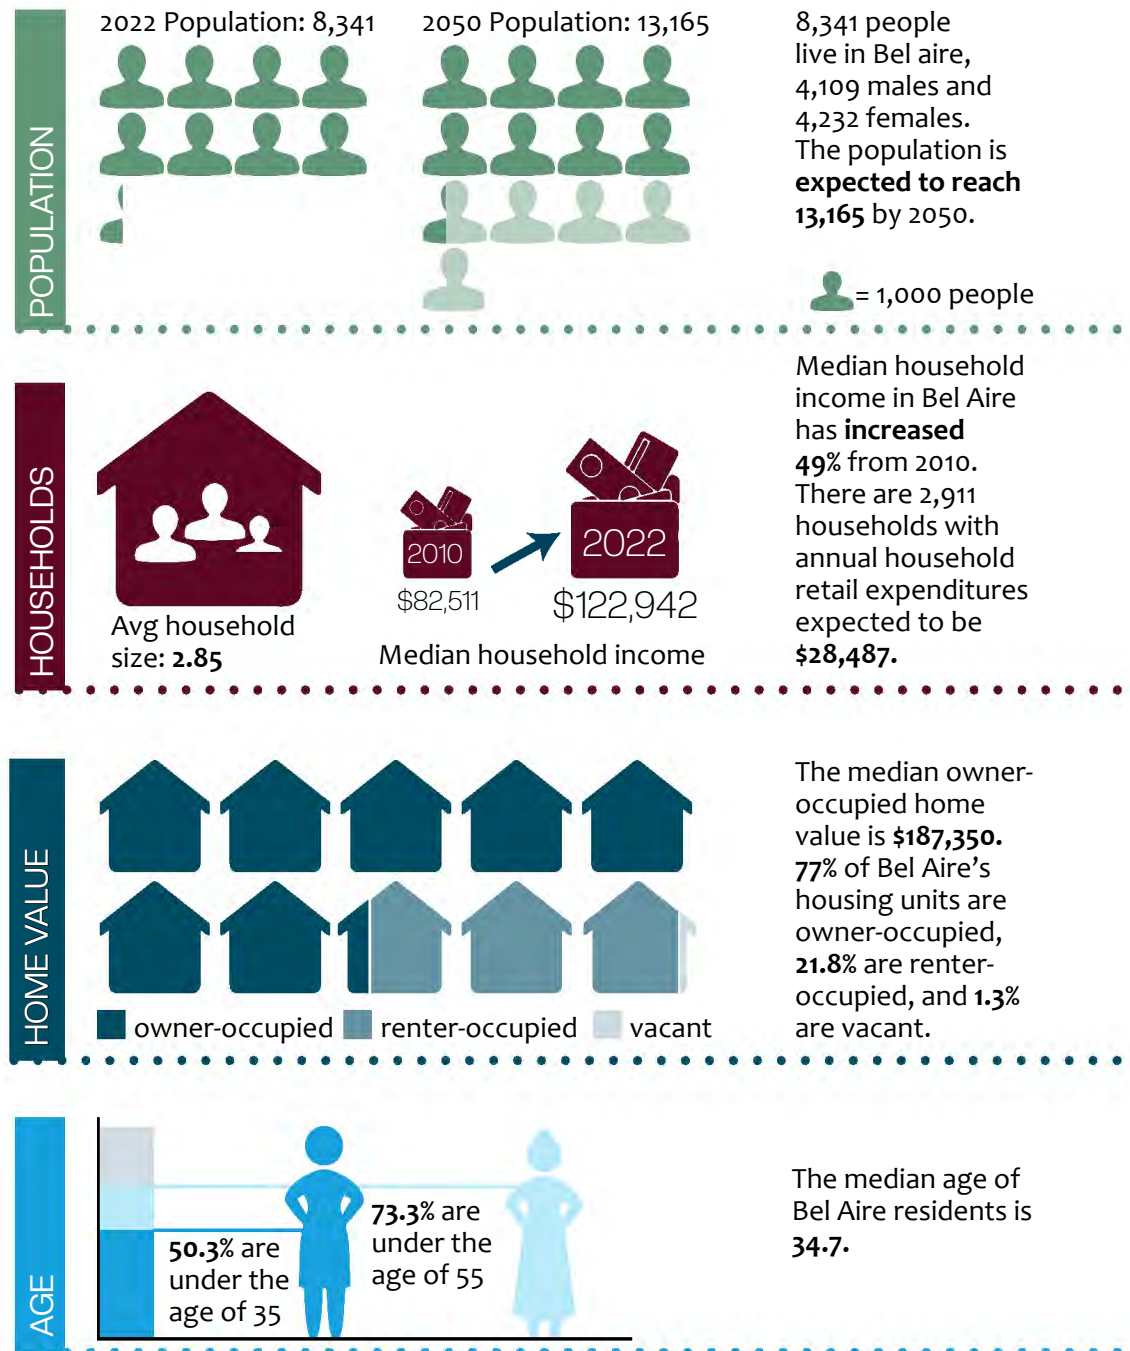 POPULATION
2022 Population: 8,341
2050 Population: 13,165
8,341 people
live in Bel aire,
4,109 males and
4,232 females.
The population is
expected to reach
13,165 by 2050.
= 1,000 people
HOUSEHOLDS
Avg household
size: 2.85
2010
$82,511
2022
$122,942
Median household income
Median household
income in Bel Aire
has increased
49% from 2010.
There are 2,911
households with
annual household
retail expenditures
expected to be
$28,487.
HOME VALUE
owner-occupied
renter-occupied
vacant
The median owner-
occupied home
value is $187,350.
77% of Bel Aire’s
housing units are
owner-occupied,
21.8% are renter-
occupied, and 1.3%
are vacant.
AGE
50.3% are
under the
age of 35
73.3% are
under the
age of 55
The median age of
Bel Aire residents is
34.7.